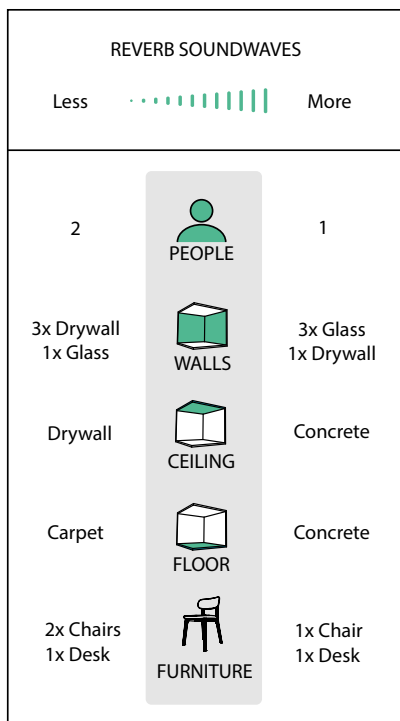 REVERB SOUNDWAVES
Less
More
2
PEOPLE
1
3x Drywall
1x Glass
WALLS
3x Glass
1x Drywall
Drywall
CEILING
Concrete
Carpet
FLOOR
Concrete
2x Chairs
1x Desk
FURNITURE
1x Chair
1x Desk